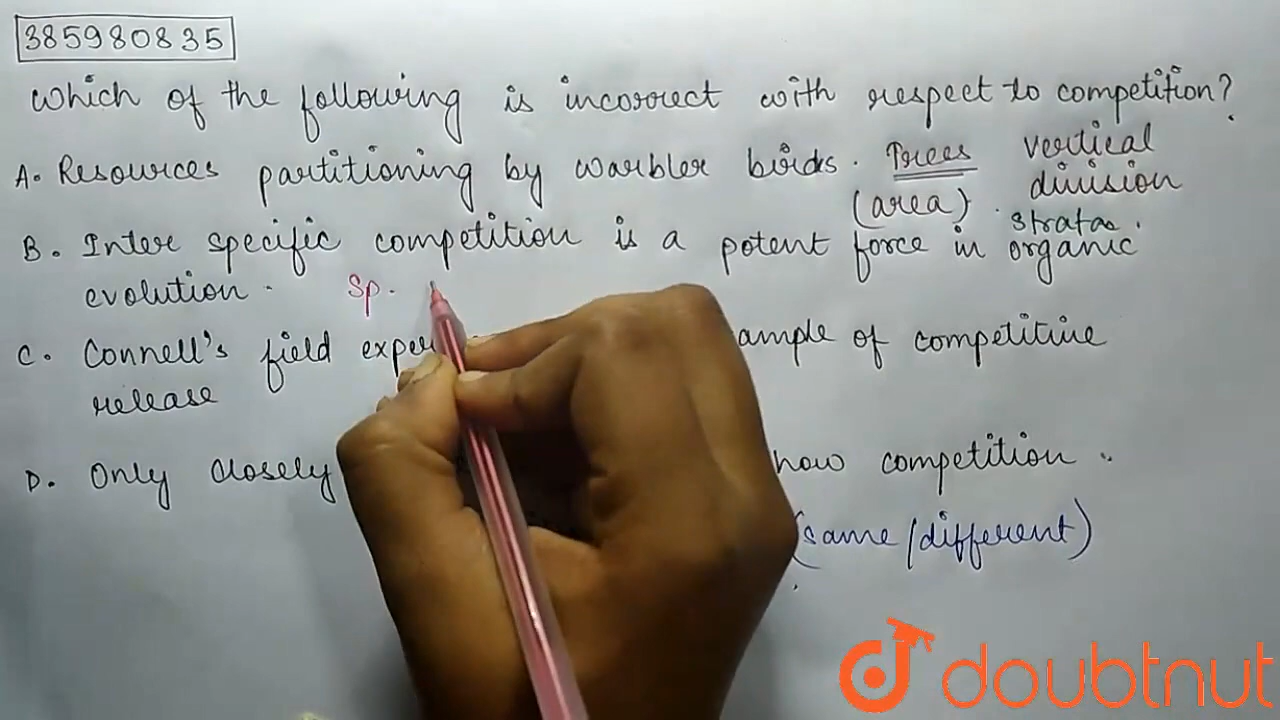 385980835
Which of the following is incorrect with respect to competition?
A. Resources partitioning by warbler birds. Trees vertical
(area). division
stratas.
B. Inter specific competition is a potent force in organic
evolution. Sp.
C. Connell's field ample of competitive
release
D. Only closely how competition.
(same/different)
doubtnut